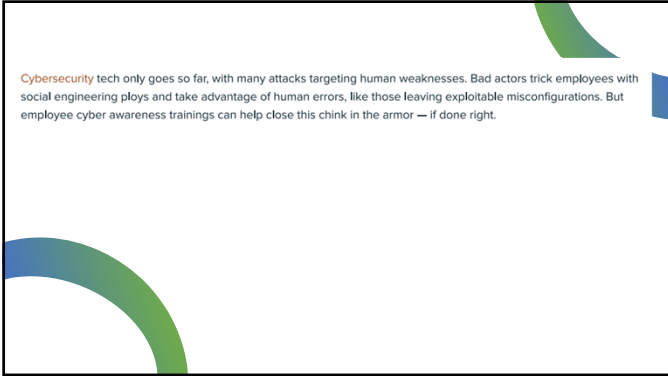 Cybersecurity tech only goes so far, with many attacks targeting human weaknesses. Bad actors trick employees with
social engineering ploys and take advantage of human errors, like those leaving exploitable misconfigurations. But
employee cyber awareness trainings can help close this chink in the armor — if done right.